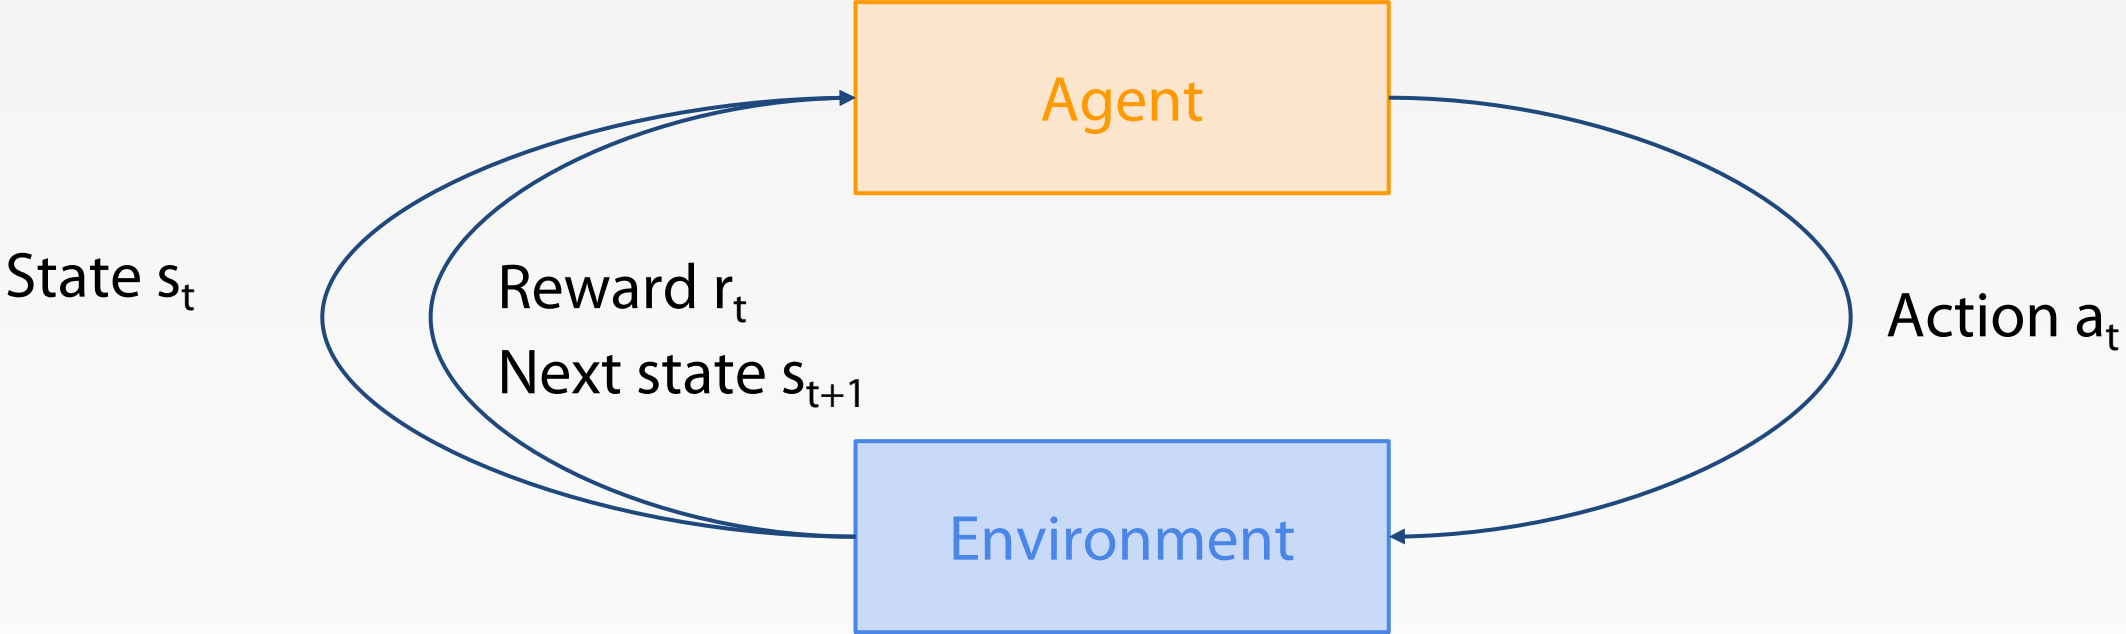 Agent
State sₜ
Reward rₜ
Next state sₜ₊₁
Action aₜ
Environment